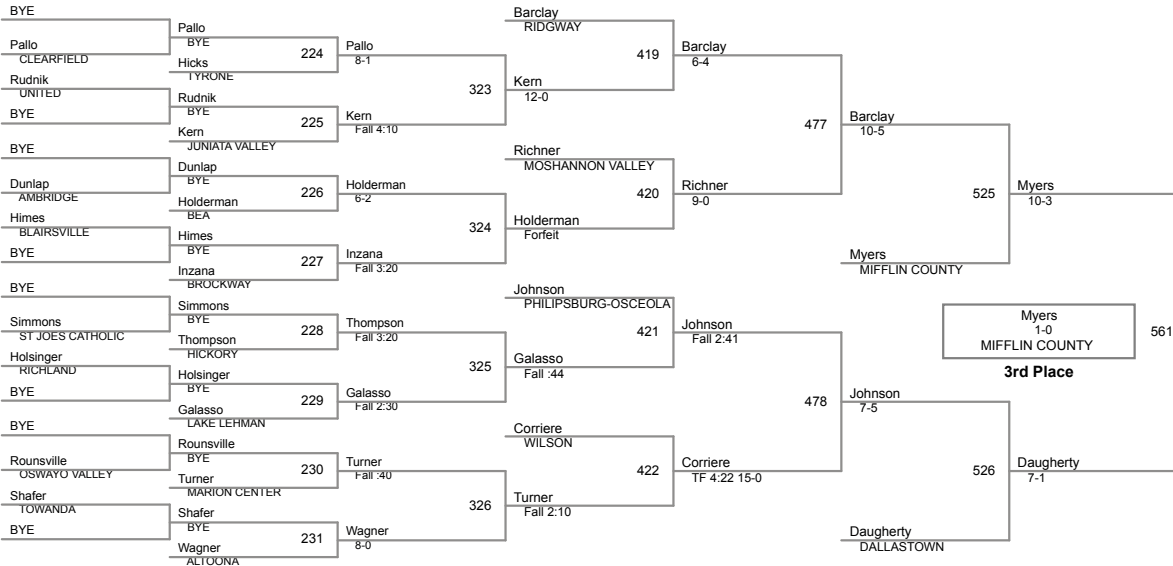 BYE
Pallo
CLEARFIELD
Rudnik
UNITED
BYE
BYE
Dunlap
AMBRIDGE
Himes
BLAIRSVILLE
BYE
BYE
Simmons
ST JOES CATHOLIC
Holsinger
RICHLAND
BYE
BYE
Rounsville
OSWAYO VALLEY
Shafer
TOWANDA
BYE
Pallo
BYE
224
Hicks
TYRONE
Rudnik
BYE
225
Kern
JUNIATA VALLEY
Dunlap
BYE
226
Holderman
BEA
Himes
BYE
227
Inzana
BROCKWAY
Simmons
BYE
228
Thompson
HICKORY
Holsinger
BYE
229
Galasso
LAKE LEHMAN
Rounsville
BYE
230
Turner
MARION CENTER
Shafer
BYE
231
Wagner
ALTOONA
Pallo
8-1
323
Kern
Fall 4:10
Holderman
6-2
324
Inzana
Fall 3:20
Thompson
Fall 3:20
325
Galasso
Fall 2:30
Turner
Fall :40
326
Wagner
8-0
Barclay
RIDGWAY
419
Kern
12-0
Richner
MOSHANNON VALLEY
420
Holderman
Forfeit
Johnson
PHILIPSBURG-OSCEOLA
421
Galasso
Fall :44
Corriere
WILSON
422
Turner
Fall 2:10
Barclay
6-4
477
Richner
9-0
Johnson
Fall 2:41
478
Corriere
TF 4:22 15-0
Barclay
10-5
525
Myers
MIFFLIN COUNTY
Johnson
7-5
526
Daugherty
DALLASTOWN
Myers
10-3
Myers
1-0
MIFFLIN COUNTY
561
3rd Place
Daugherty
7-1